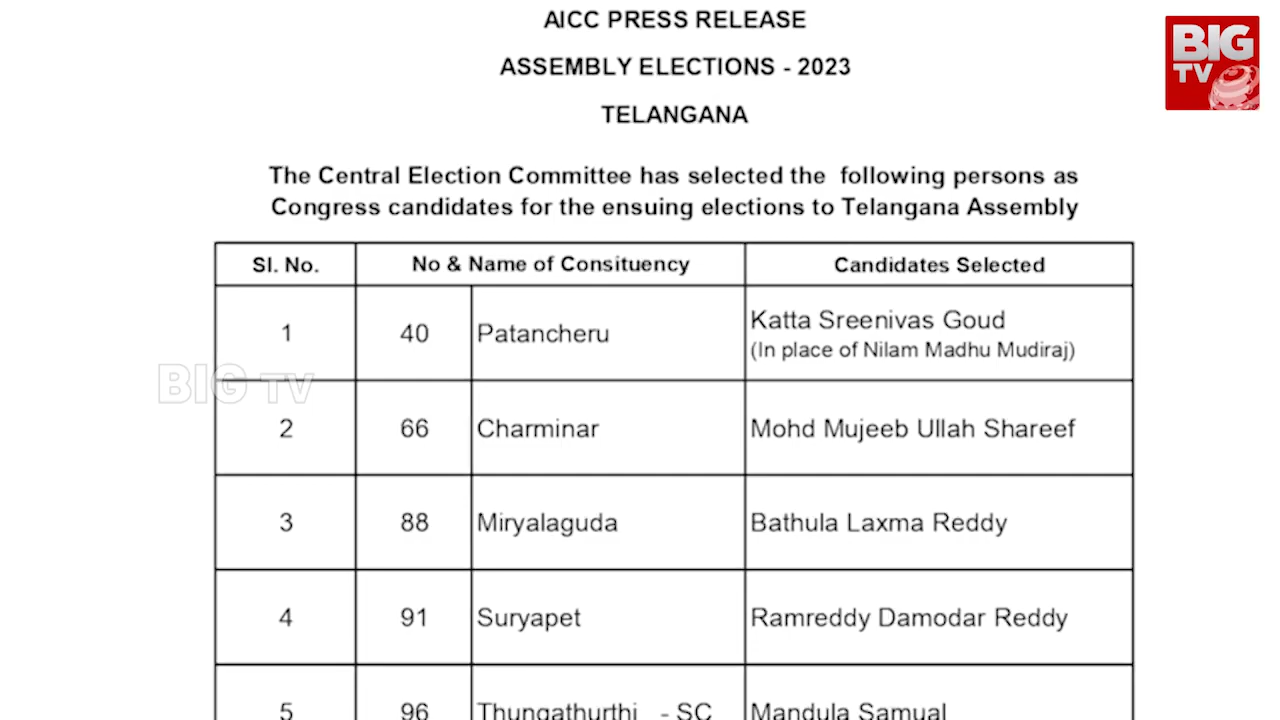 AICC PRESS RELEASE
BIG
TV
ASSEMBLY ELECTIONS - 2023
TELANGANA
The Central Election Committee has selected the following persons as
Congress candidates for the ensuing elections to Telangana Assembly
Sl. No. No & Name of Consituency Candidates Selected
1 40 Patancheru Katta Sreenivas Goud
(In place of Nilam Madhu Mudiraj)
BIG TV
2 66 Charminar Mohd Mujeeb Ullah Shareef
3 88 Miryalaguda Bathula Laxma Reddy
4 91 Suryapet Ramreddy Damodar Reddy
5 96 Thungathurthi - SC Mandula Samual